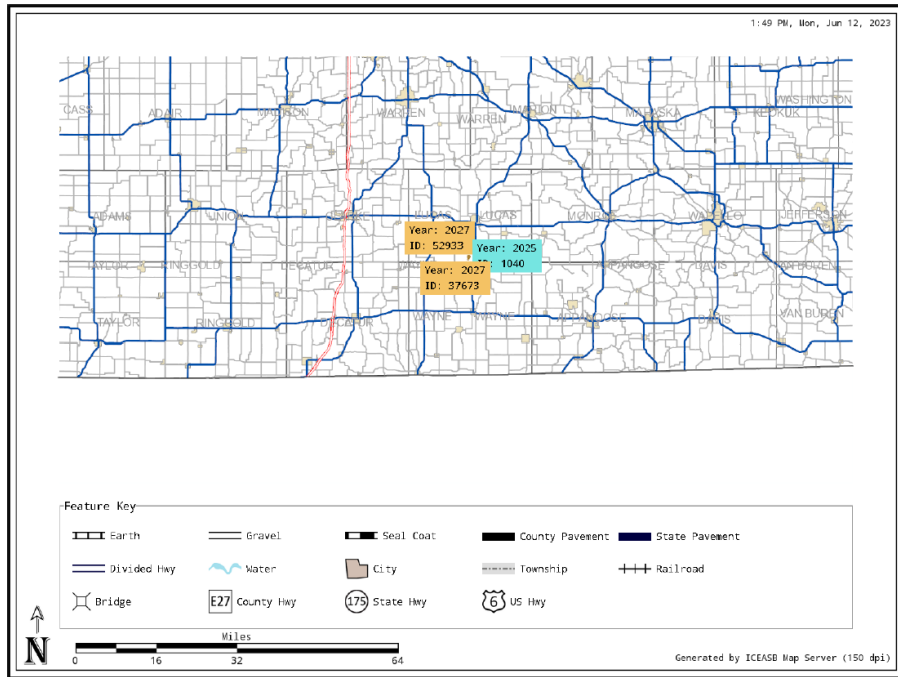 1:49 PM, Mon, Jun 12, 2023
CASS
ADAIR
MADISON
WARREN
WARREN
MARION
MAHASKA
WASHINGTON
KEOKUK
ADAMS
UNION
CLARKE
LUCAS
LUCAS
MONROE
WAPELLO
JEFFERSON
Year: 2027
ID: 52933
Year: 2025
1040
TAYLOR
RINGGOLD
DECATUR
Year: 2027
ID: 37673
APPANOOSE
DAVIS
VAN BUREN
TAYLOR
RINGGOLD
DECATUR
WAYNE
WAYNE
APPANOOSE
DAVIS
VAN BUREN
Feature Key
Earth
Gravel
Seal Coat
County Pavement
State Pavement
Divided Hwy
Water
City
Township
Railroad
Bridge
E27 County Hwy
175 State Hwy
6 US Hwy
N
Miles
0 16 32 64
Generated by ICEASB Map Server (150 dpi)